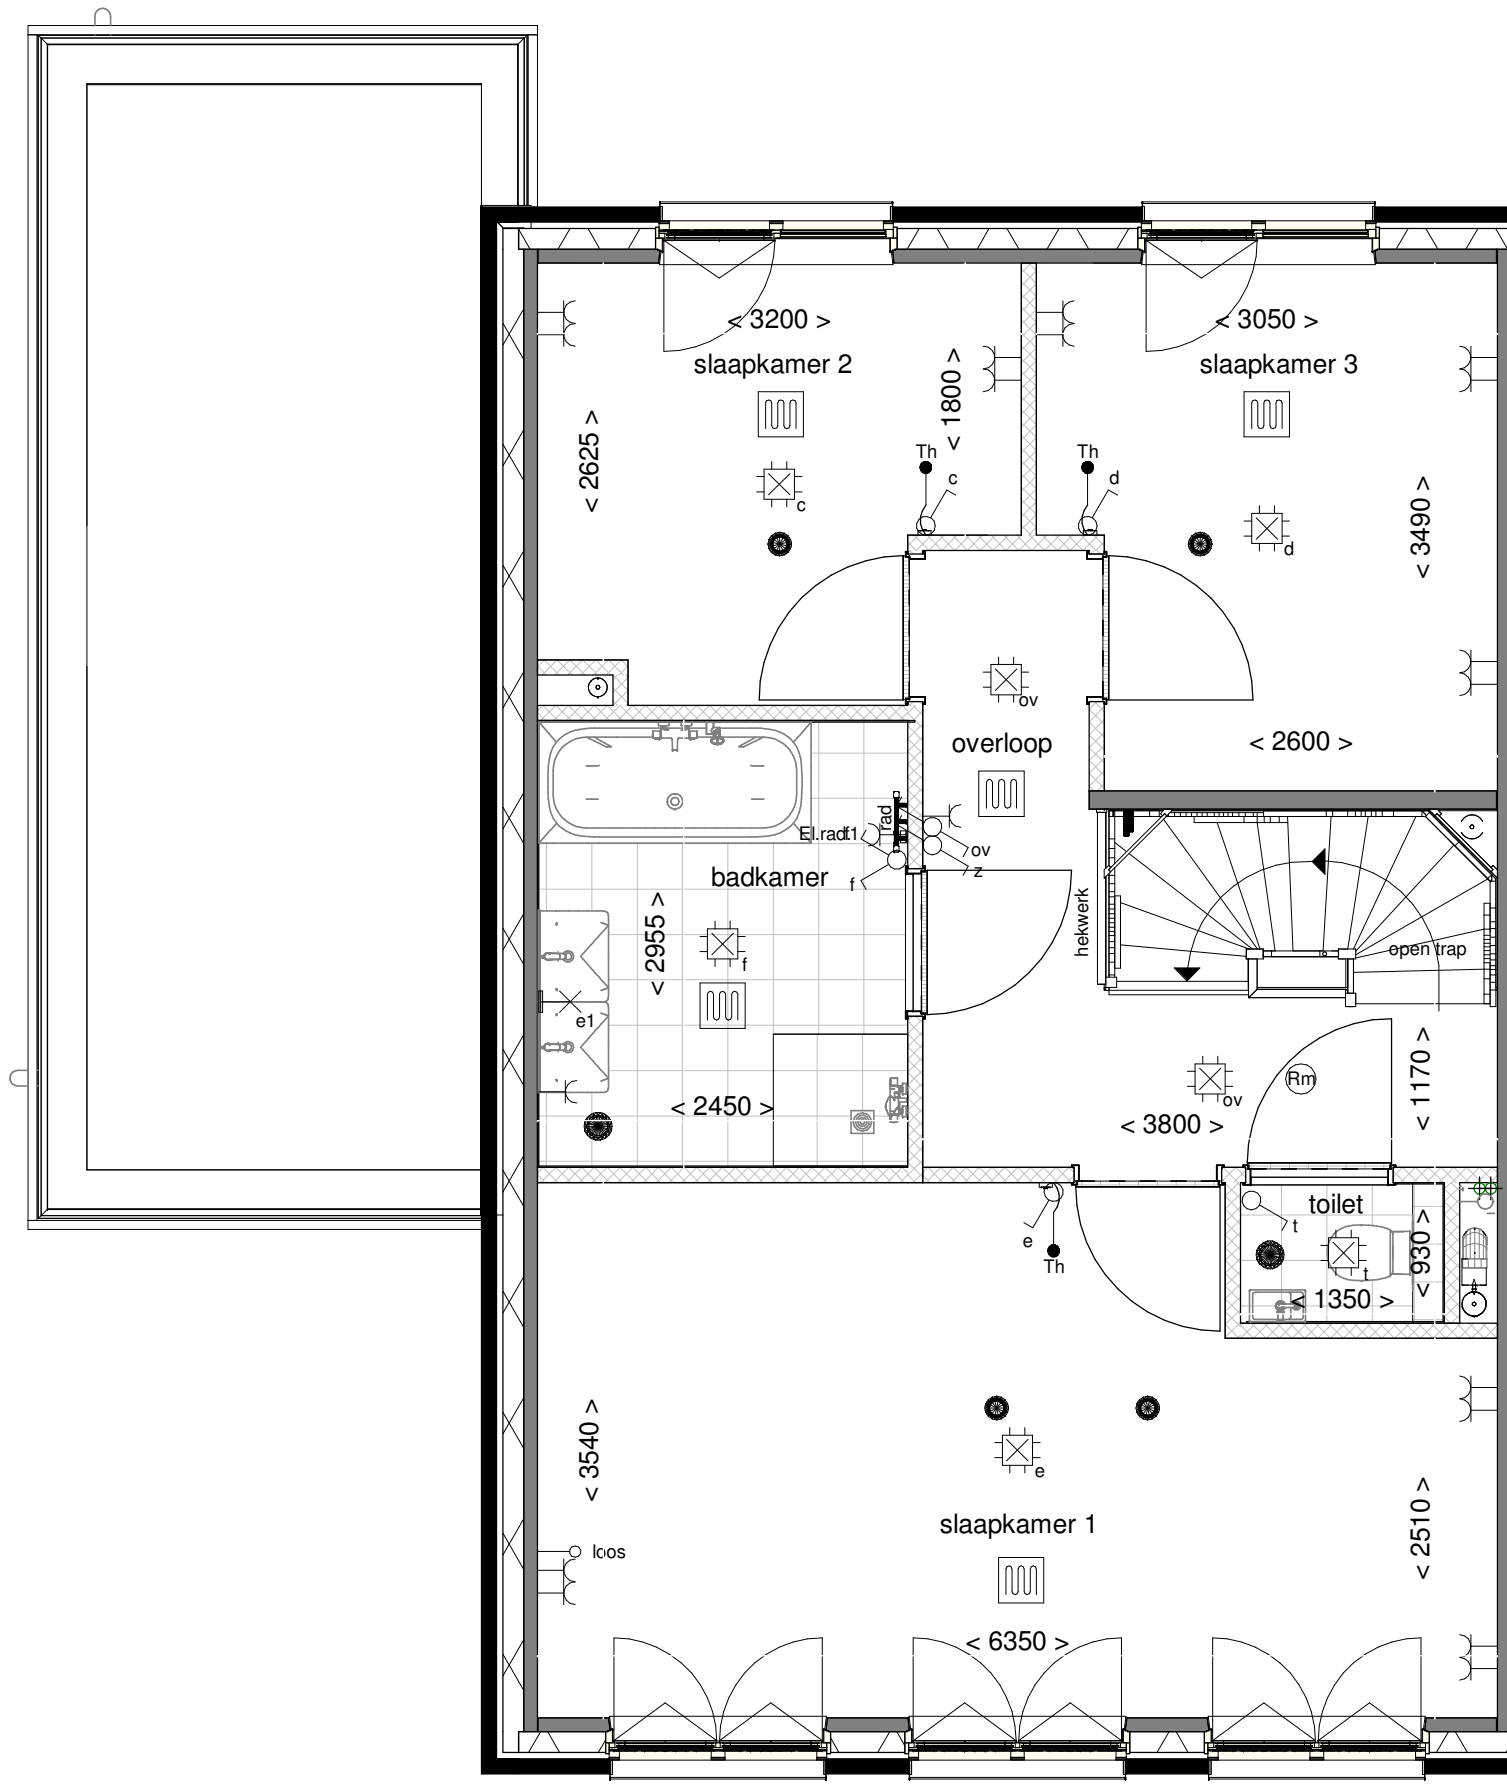 < 3200 >
< 3050 >
slaapkamer 2
slaapkamer 3
< 1800 >
< 2625 >
Th
Th
c
d
c
d
< 3490 >
ov
overloop
< 2600 >
rad
El.rad
f.1
ov
z
f
badkamer
hekwerk
open trap
< 2955 >
f
e1
Rm
< 1170 >
ov
< 2450 >
< 3800 >
toilet
t
e
Th
t
< 930 >
< 1350 >
< 3540 >
e
slaapkamer 1
< 2510 >
loos
< 6350 >